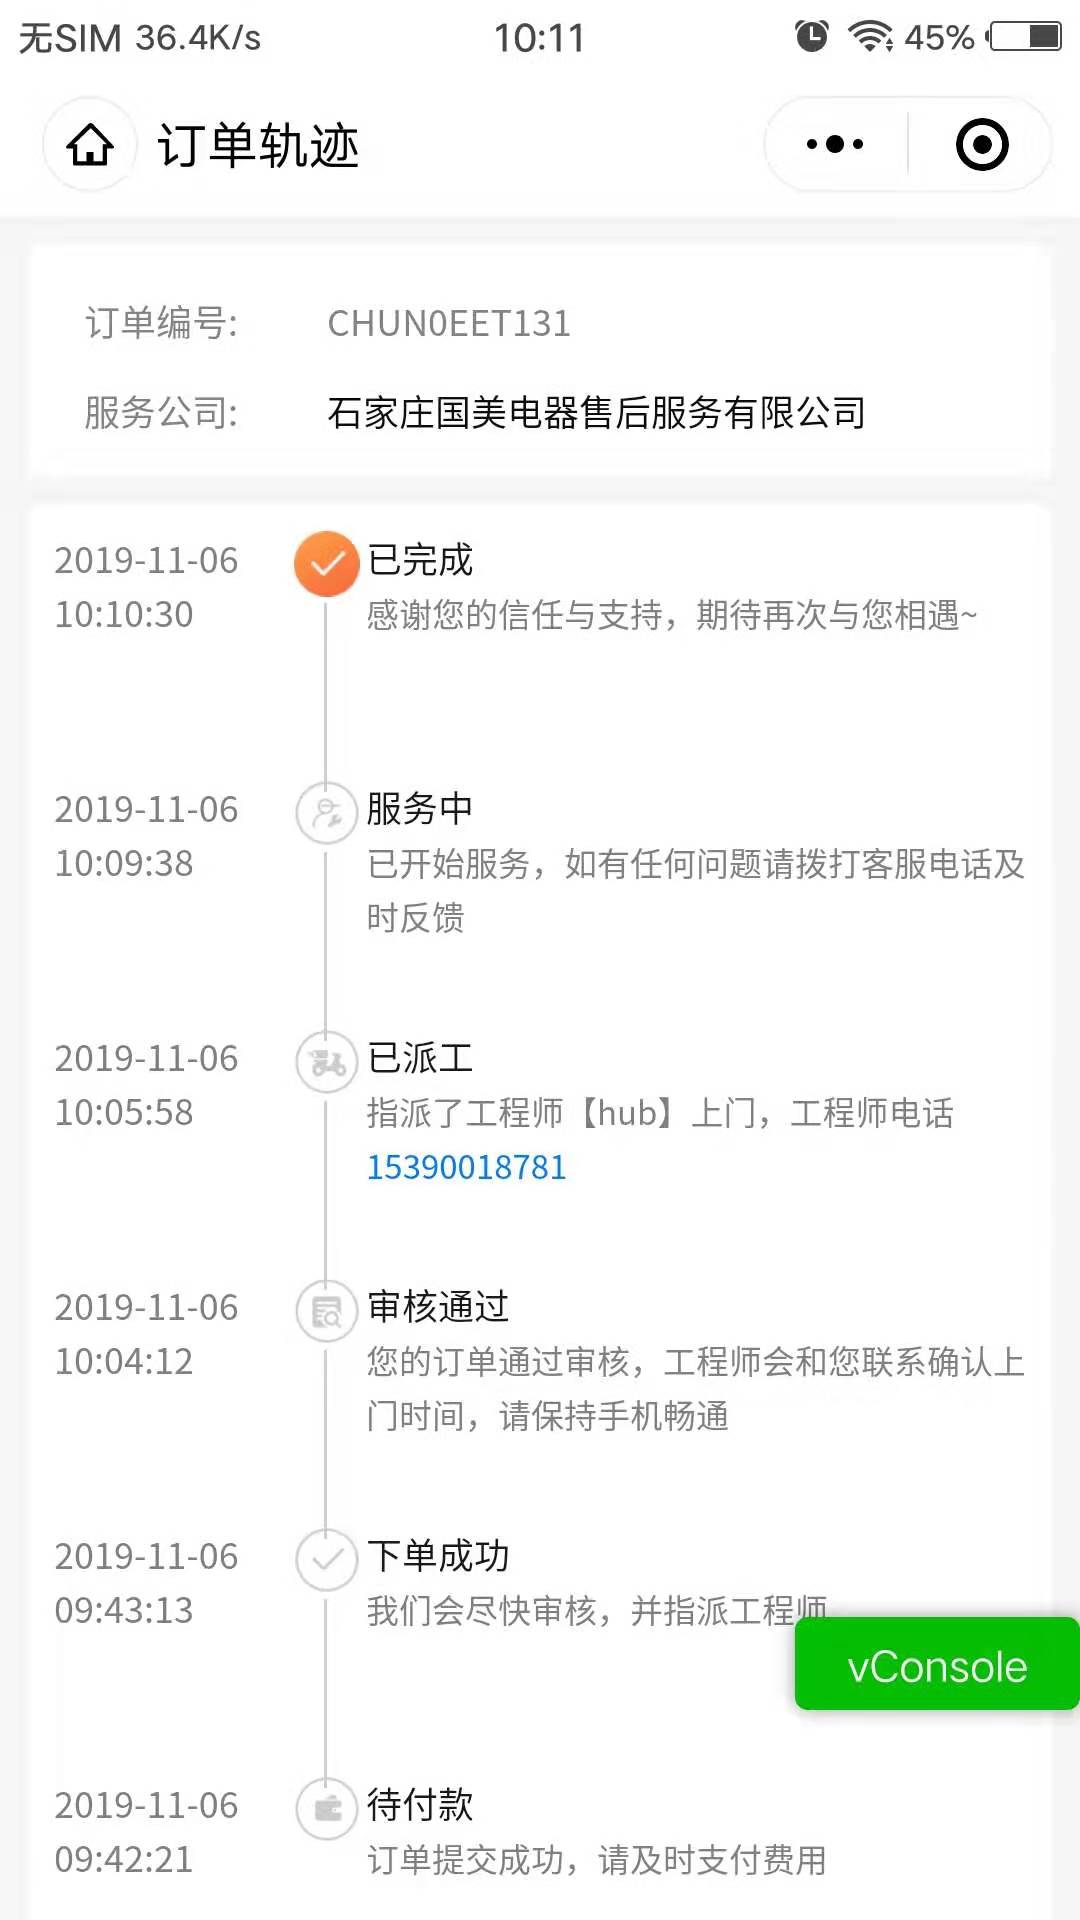 无SIM 36.4K/s 10:11 45%
订单轨迹
订单编号: CHUN0EET131
服务公司: 石家庄国美电器售后服务有限公司
2019-11-06 已完成
10:10:30 感谢您的信任与支持，期待再次与您相遇~
2019-11-06 服务中
10:09:38 已开始服务，如有任何问题请拨打客服电话及
时反馈
2019-11-06 已派工
10:05:58 指派了工程师【hub】上门，工程师电话
15390018781
2019-11-06 审核通过
10:04:12 您的订单通过审核，工程师会和您联系确认上
门时间，请保持手机畅通
2019-11-06 下单成功
09:43:13 我们会尽快审核，并指派工程师
vConsole
2019-11-06 待付款
09:42:21 订单提交成功，请及时支付费用